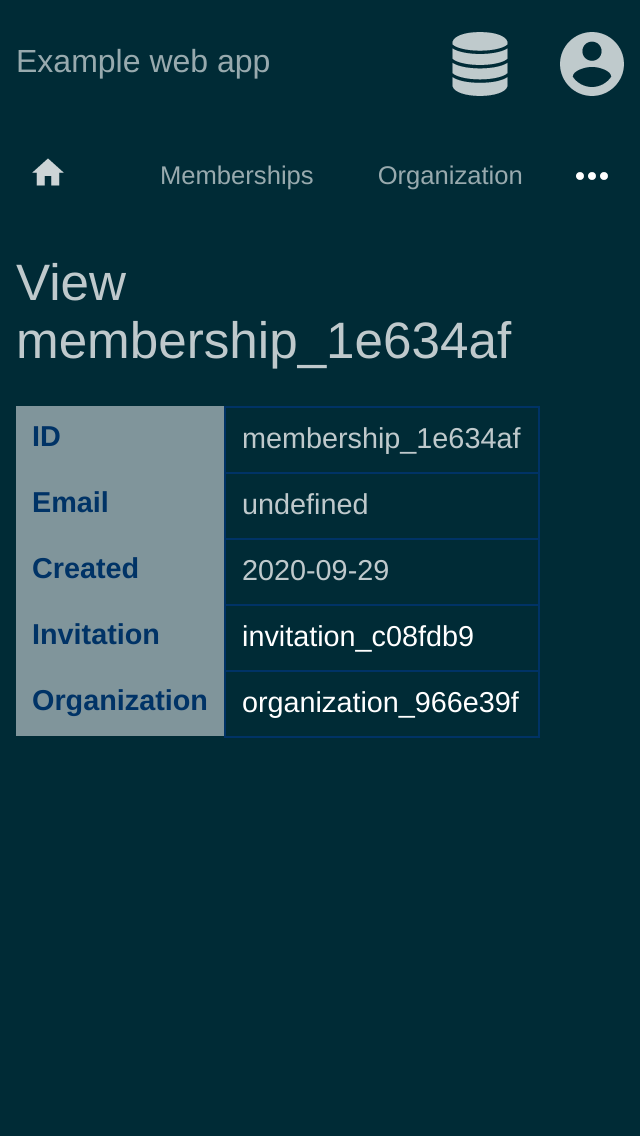 Example web app
Memberships Organization
View
membership_1e634af
ID membership_1e634af
Email undefined
Created 2020-09-29
Invitation invitation_c08fdb9
Organization organization_966e39f